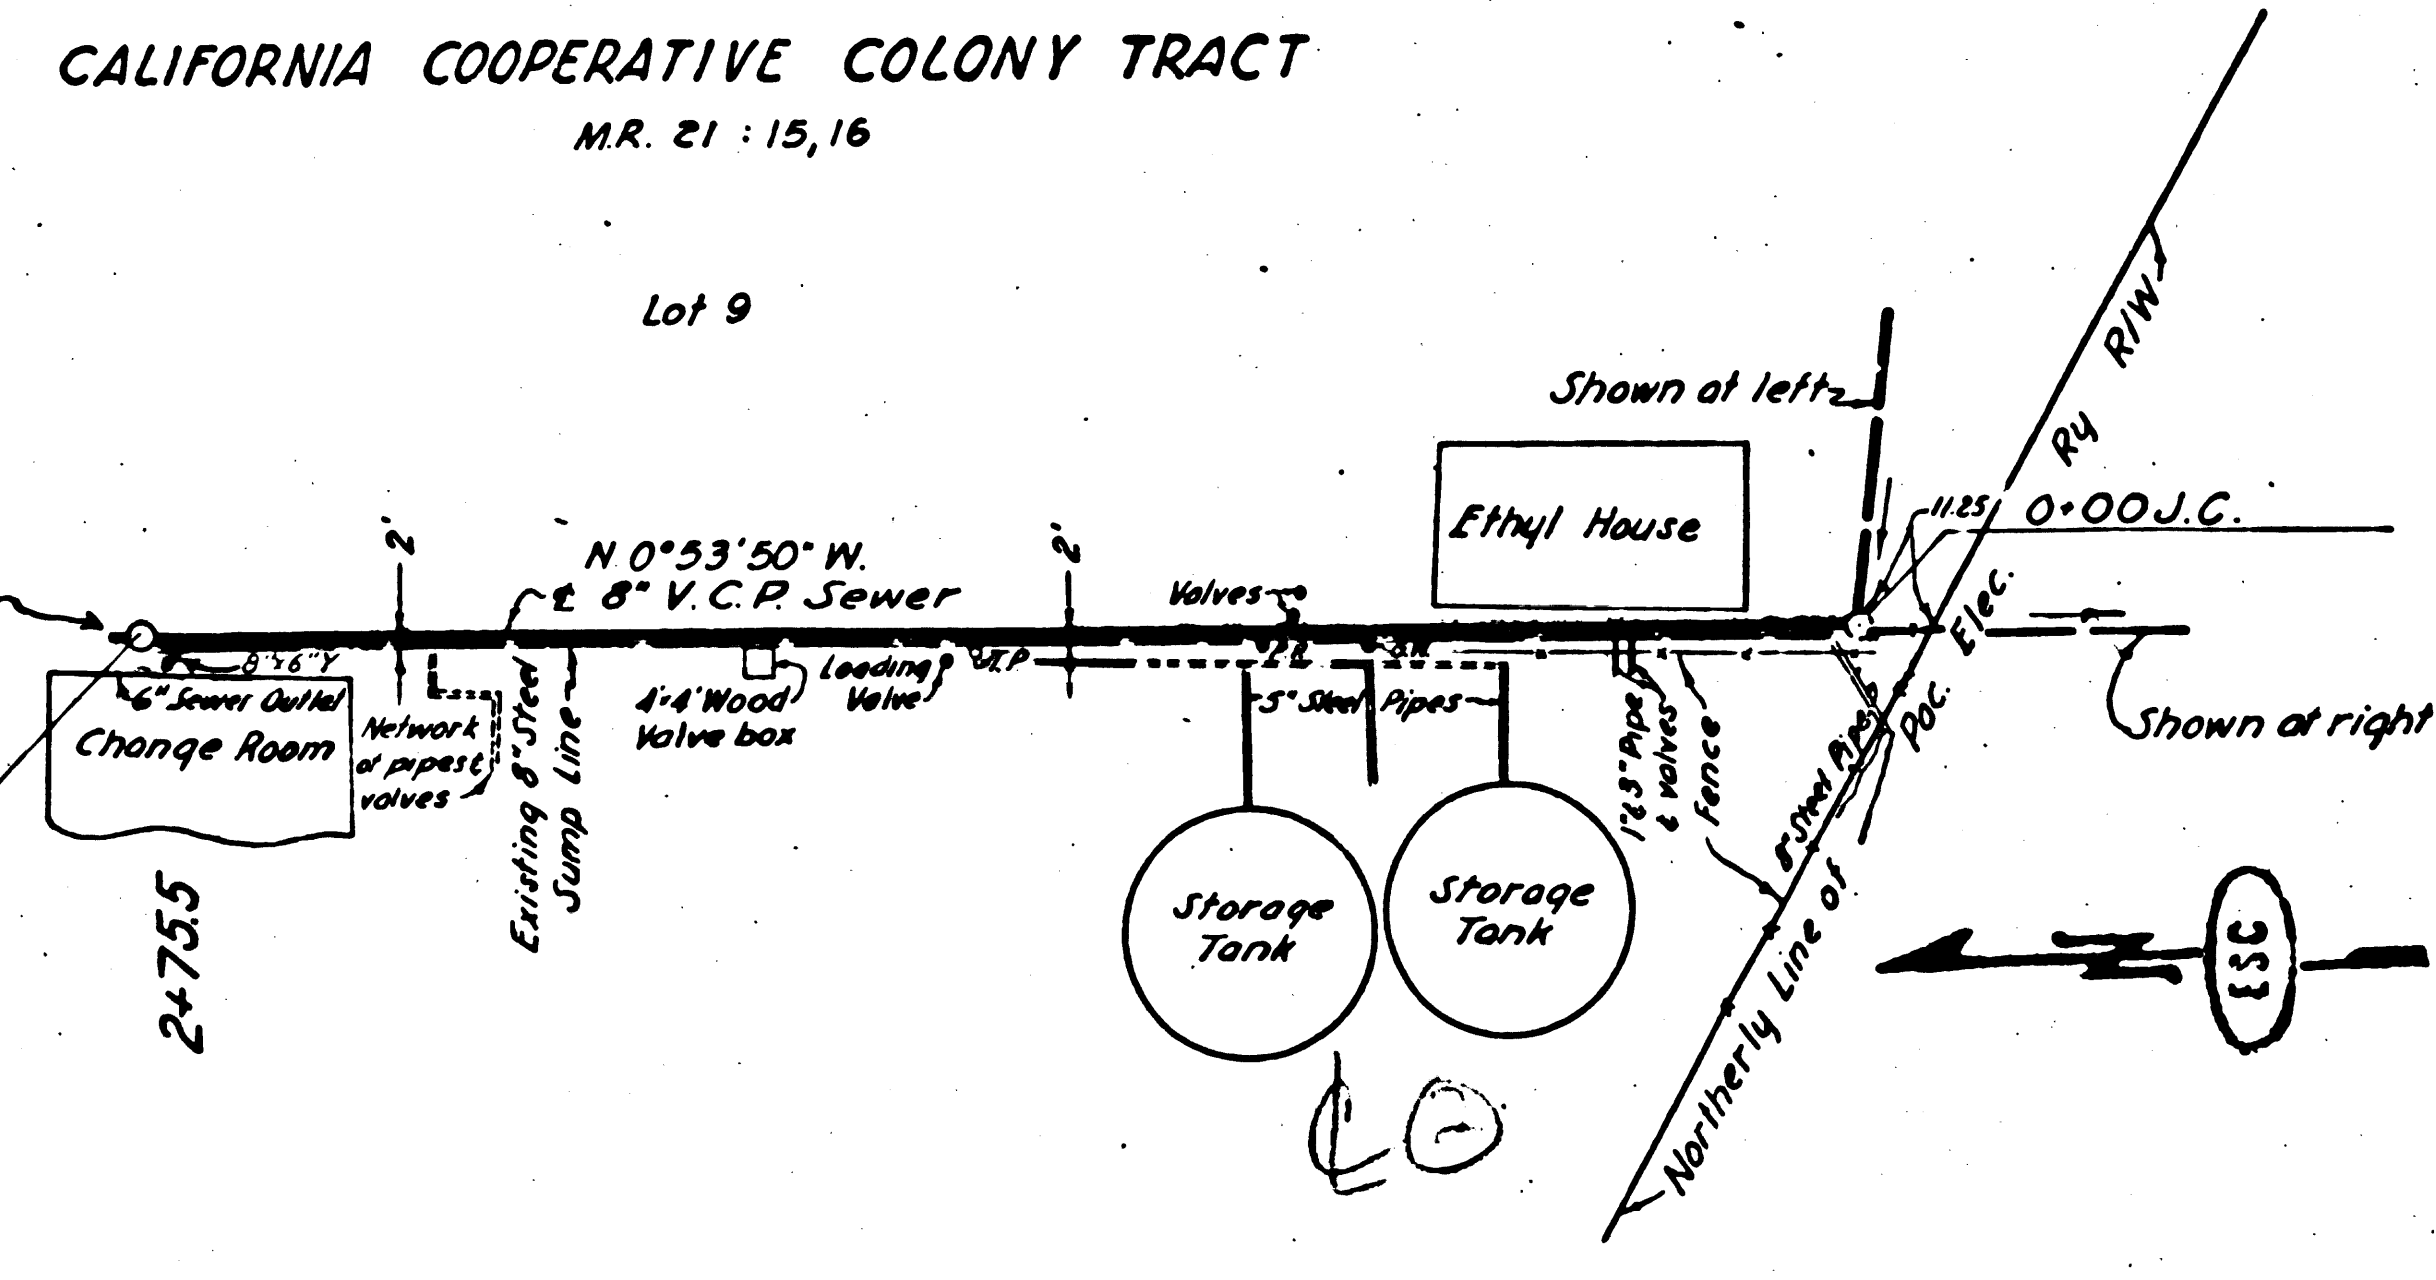 CALIFORNIA COOPERATIVE COLONY TRACT
M.R. 21 : 15, 16
Lot 9
Shown at left
R/W
Ry
Elec.
Pac.
Northerly Line of
11.25
0+00 J.C.
Ethyl House
2'
N. 0°53'50" W.
℄ 8" V.C.P. Sewer
2'
Valves
8"x6"Y
6" Sewer Outlet
Change Room
Network
of pipes &
valves
Existing 8" Steel
Sump Line
4'x4' Wood
Valve box
Loading
Valve
T.P.
5" Steel Pipes
1"& 3" Pipe
& valves
Fence
8" Steel Pipe
Shown at right
Storage
Tank
Storage
Tank
2+75.5
ESC